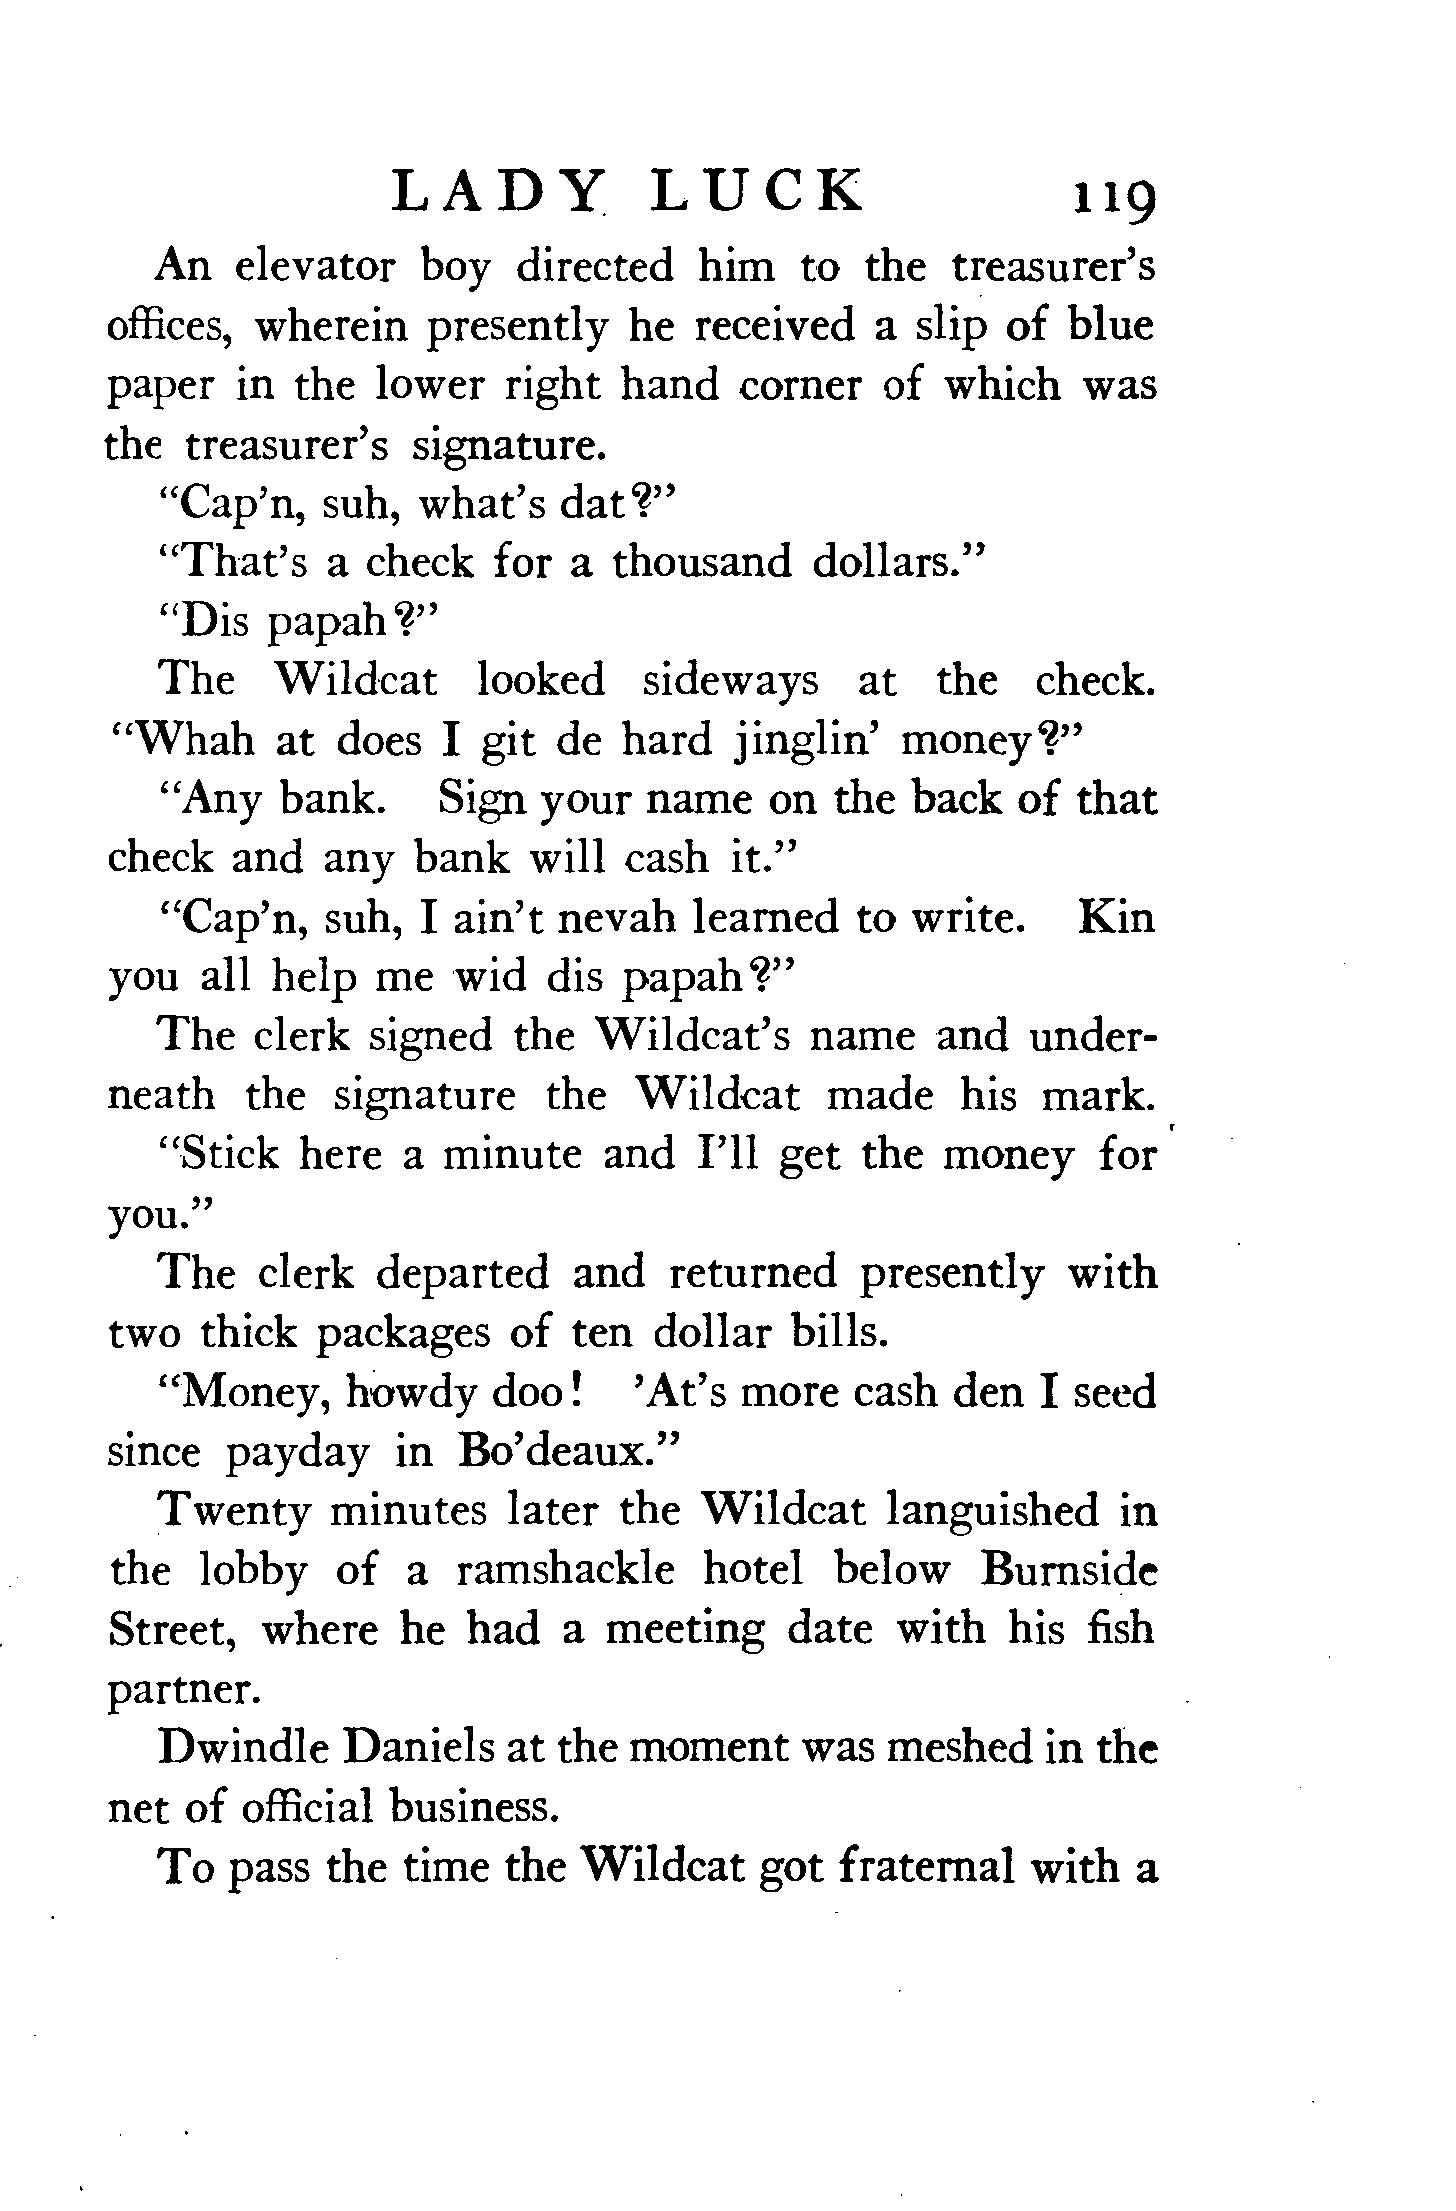 LADY LUCK 119
An elevator boy directed him to the treasurer's
offices, wherein presently he received a slip of blue
paper in the lower right hand corner of which was
the treasurer's signature.
“Cap’n, suh, what’s dat?”
“That’s a check for a thousand dollars.”
“Dis papah?”
The Wildcat looked sideways at the check.
“Whah at does I git de hard jinglin’ money?”
“Any bank. Sign your name on the back of that
check and any bank will cash it.”
“Cap’n, suh, I ain’t nevah learned to write. Kin
you all help me wid dis papah?”
The clerk signed the Wildcat’s name and under-
neath the signature the Wildcat made his mark.
“Stick here a minute and I’ll get the money for
you.”
The clerk departed and returned presently with
two thick packages of ten dollar bills.
“Money, howdy doo! ’At’s more cash den I seed
since payday in Bo’deaux.”
Twenty minutes later the Wildcat languished in
the lobby of a ramshackle hotel below Burnside
Street, where he had a meeting date with his fish
partner.
Dwindle Daniels at the moment was meshed in the
net of official business.
To pass the time the Wildcat got fraternal with a